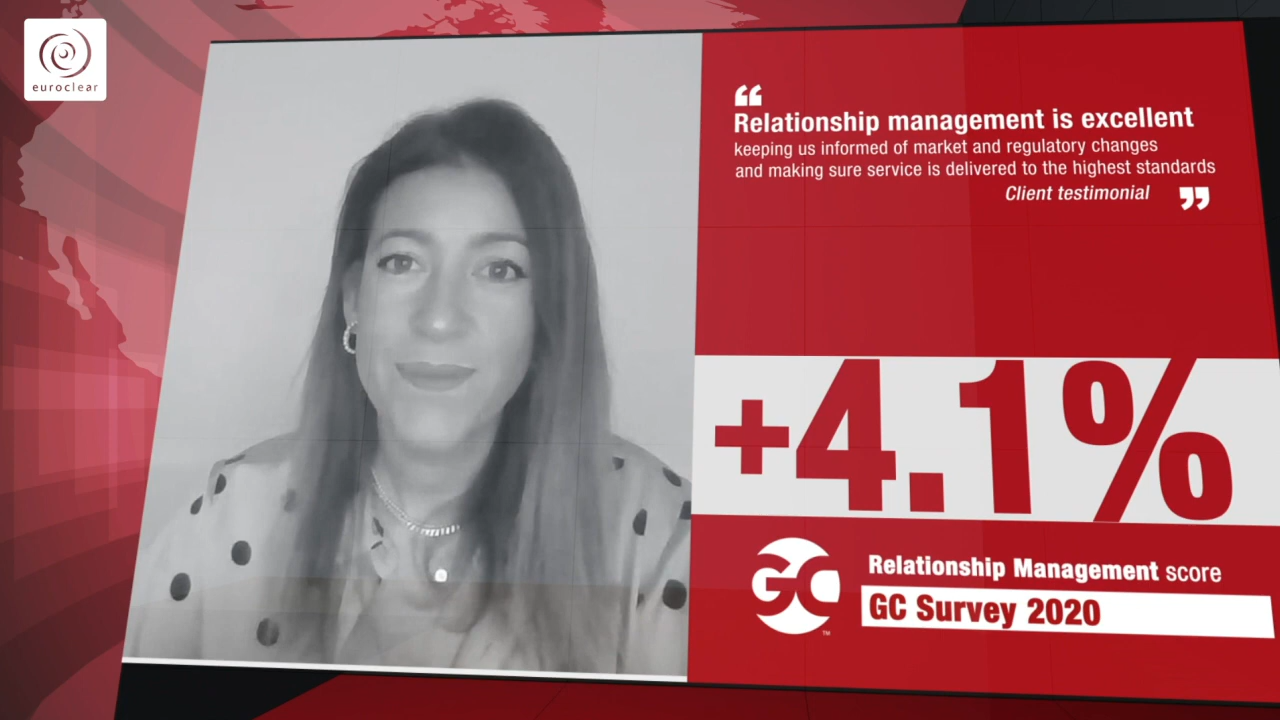 euroclear
“
Relationship management is excellent
keeping us informed of market and regulatory changes
and making sure service is delivered to the highest standards
Client testimonial ”
+4.1%
GC
Relationship Management score
GC Survey 2020
TM